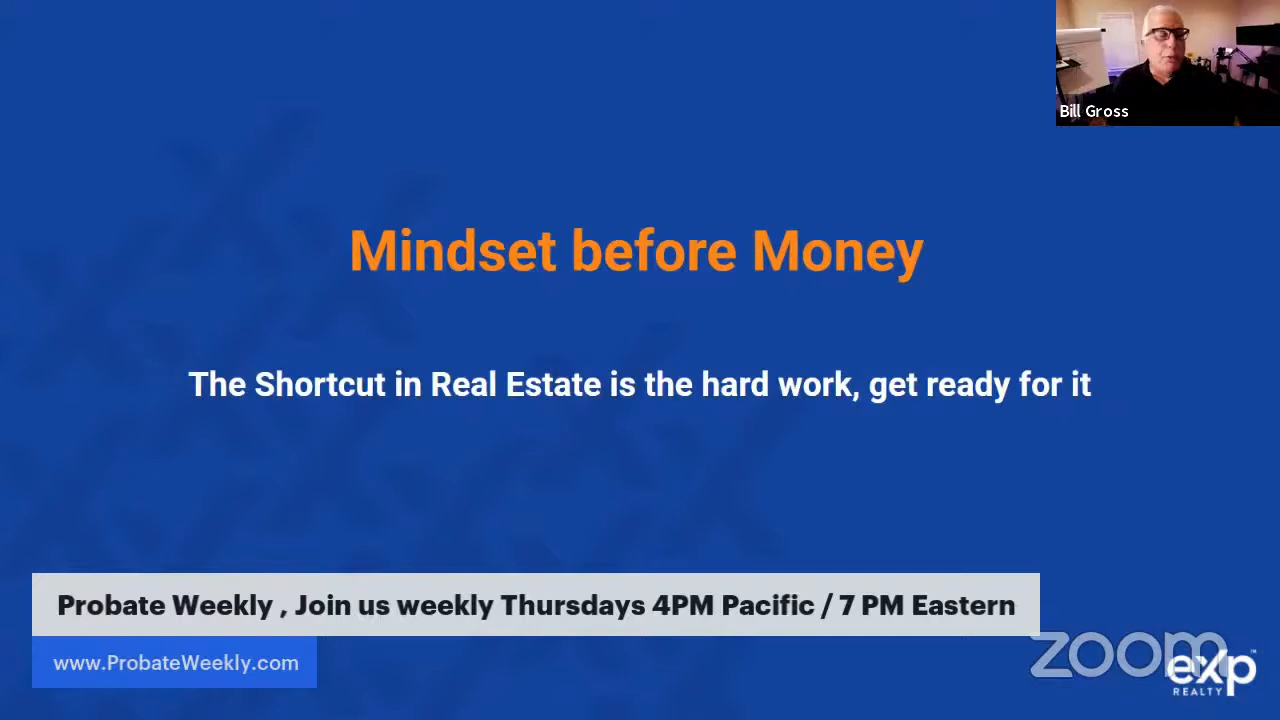 Bill Gross
Mindset before Money
The Shortcut in Real Estate is the hard work, get ready for it
Probate Weekly , Join us weekly Thursdays 4PM Pacific / 7 PM Eastern
www.ProbateWeekly.com
zoom
exp
REALTY